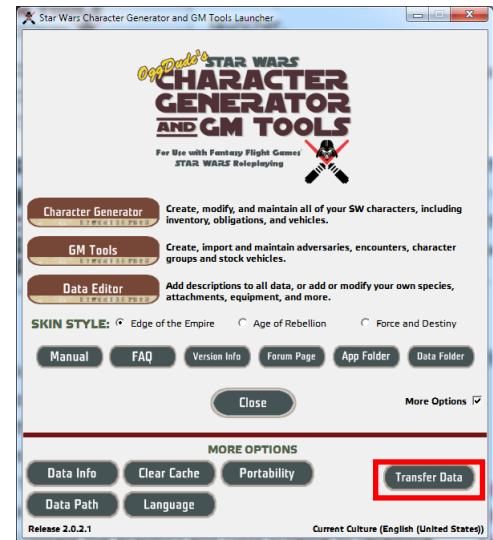 Star Wars Character Generator and GM Tools Launcher
OggDude's STAR WARS
CHARACTER
GENERATOR
AND GM TOOLS
For Use with Fantasy Flight Games'
STAR WARS Roleplaying
Character Generator
Create, modify, and maintain all of your SW characters, including
inventory, obligations, and vehicles.
GM Tools
Create, import and maintain adversaries, encounters, character
groups and stock vehicles.
Data Editor
Add descriptions to all data, or add or modify your own species,
attachments, equipment, and more.
SKIN STYLE: Edge of the Empire Age of Rebellion Force and Destiny
Manual FAQ Version Info Forum Page App Folder Data Folder
Close More Options
MORE OPTIONS
Data Info Clear Cache Portability Transfer Data
Data Path Language
Release 2.0.2.1 Current Culture (English (United States))